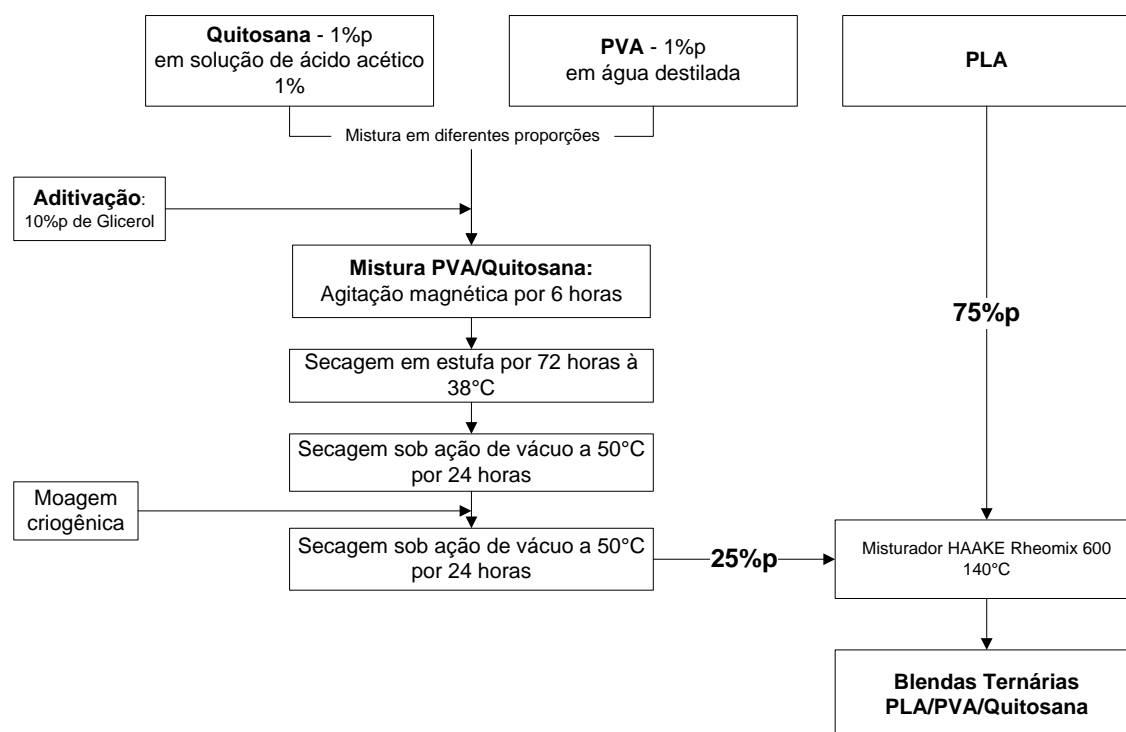 Quitosana - 1%p
em solução de ácido acético
1%
PVA - 1%p
em água destilada
PLA
Mistura em diferentes proporções
Aditivação:
10%p de Glicerol
Mistura PVA/Quitosana:
Agitação magnética por 6 horas
75%p
Secagem em estufa por 72 horas à
38°C
Secagem sob ação de vácuo a 50°C
por 24 horas
Moagem
criogênica
Secagem sob ação de vácuo a 50°C
por 24 horas
25%p
Misturador HAAKE Rheomix 600
140°C
Blendas Ternárias
PLA/PVA/Quitosana